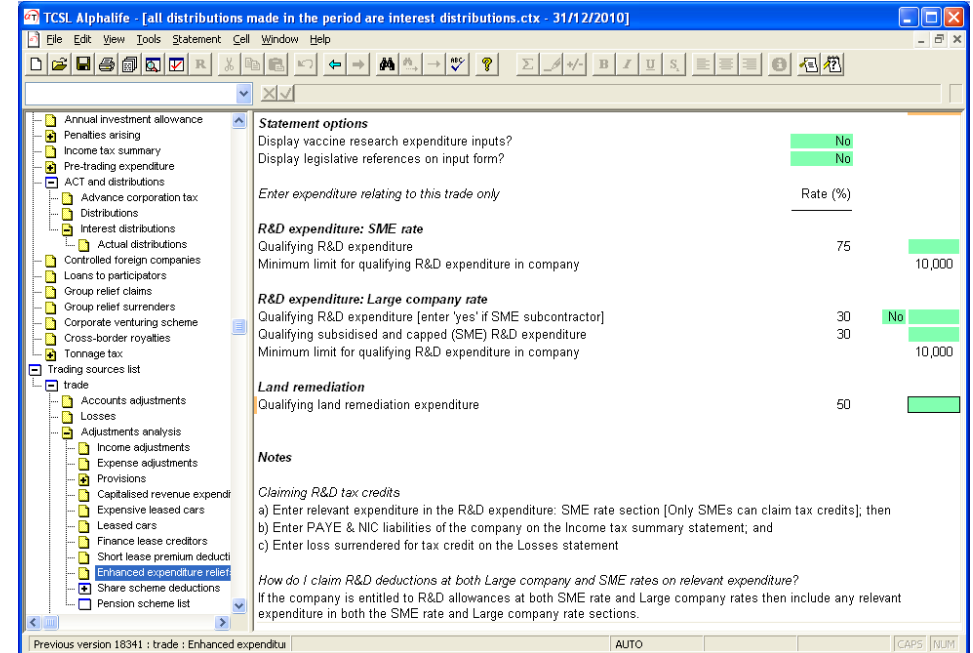 TCSL Alphalife - [all distributions made in the period are interest distributions.ctx - 31/12/2010]
File Edit View Tools Statement Cell Window Help
R ABC Σ +/- B I U S
Annual investment allowance
Penalties arising
Income tax summary
Pre-trading expenditure
ACT and distributions
Advance corporation tax
Distributions
Interest distributions
Actual distributions
Controlled foreign companies
Loans to participators
Group relief claims
Group relief surrenders
Corporate venturing scheme
Cross-border royalties
Tonnage tax
Trading sources list
trade
Accounts adjustments
Losses
Adjustments analysis
Income adjustments
Expense adjustments
Provisions
Capitalised revenue expendi
Expensive leased cars
Leased cars
Finance lease creditors
Short lease premium deducti
Enhanced expenditure reliefs
Share scheme deductions
Pension scheme list
Statement options
Display vaccine research expenditure inputs? No
Display legislative references on input form? No
Enter expenditure relating to this trade only Rate (%)
R&D expenditure: SME rate
Qualifying R&D expenditure 75
Minimum limit for qualifying R&D expenditure in company 10,000
R&D expenditure: Large company rate
Qualifying R&D expenditure [enter 'yes' if SME subcontractor] 30 No
Qualifying subsidised and capped (SME) R&D expenditure 30
Minimum limit for qualifying R&D expenditure in company 10,000
Land remediation
Qualifying land remediation expenditure 50
Notes
Claiming R&D tax credits
a) Enter relevant expenditure in the R&D expenditure: SME rate section [Only SMEs can claim tax credits]; then
b) Enter PAYE & NIC liabilities of the company on the Income tax summary statement; and
c) Enter loss surrendered for tax credit on the Losses statement
How do I claim R&D deductions at both Large company and SME rates on relevant expenditure?
If the company is entitled to R&D allowances at both SME rate and Large company rates then include any relevant
expenditure in both the SME rate and Large company rate sections.
Previous version 18341 : trade : Enhanced expenditur AUTO CAPS NUM